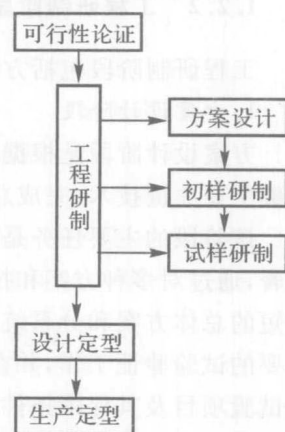 可行性论证
工程研制
方案设计
初样研制
试样研制
设计定型
生产定型